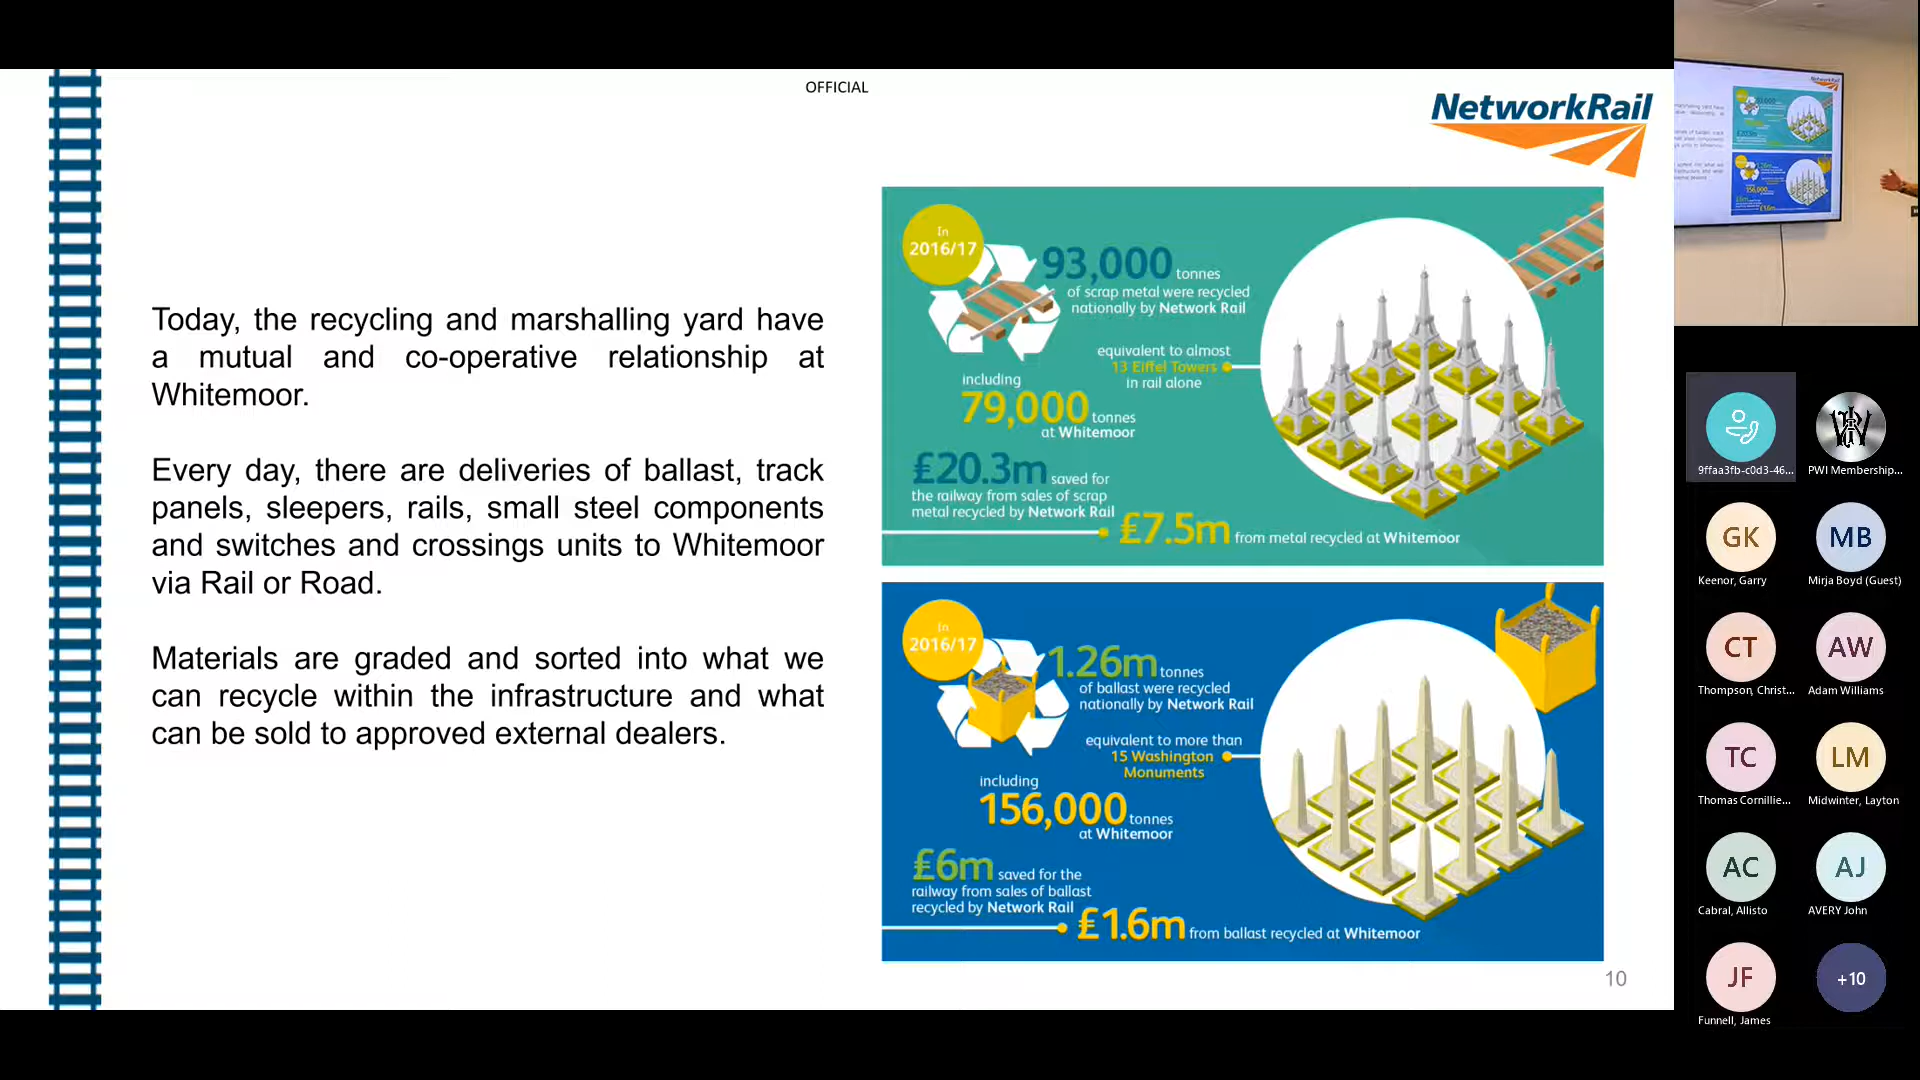 OFFICIAL
NetworkRail
Today, the recycling and marshalling yard have
a mutual and co-operative relationship at
Whitemoor.
Every day, there are deliveries of ballast, track
panels, sleepers, rails, small steel components
and switches and crossings units to Whitemoor
via Rail or Road.
Materials are graded and sorted into what we
can recycle within the infrastructure and what
can be sold to approved external dealers.
In
2016/17
93,000 tonnes
of scrap metal were recycled
nationally by Network Rail
equivalent to almost
13 Eiffel Towers
in rail alone
including
79,000 tonnes
at Whitemoor
£20.3m saved for
the railway from sales of scrap
metal recycled by Network Rail
£7.5m from metal recycled at Whitemoor
In
2016/17
1.26m tonnes
of ballast were recycled
nationally by Network Rail
equivalent to more than
15 Washington
Monuments
including
156,000 tonnes
at Whitemoor
£6m saved for the
railway from sales of ballast
recycled by Network Rail
£1.6m from ballast recycled at Whitemoor
10
9ffaa3fb-c0d3-46...
PWI Membership...
GK
Keenor, Garry
MB
Mirja Boyd (Guest)
CT
Thompson, Christ...
AW
Adam Williams
TC
Thomas Cornillie...
LM
Midwinter, Layton
AC
Cabral, Allisto
AJ
AVERY John
JF
Funnell, James
+10